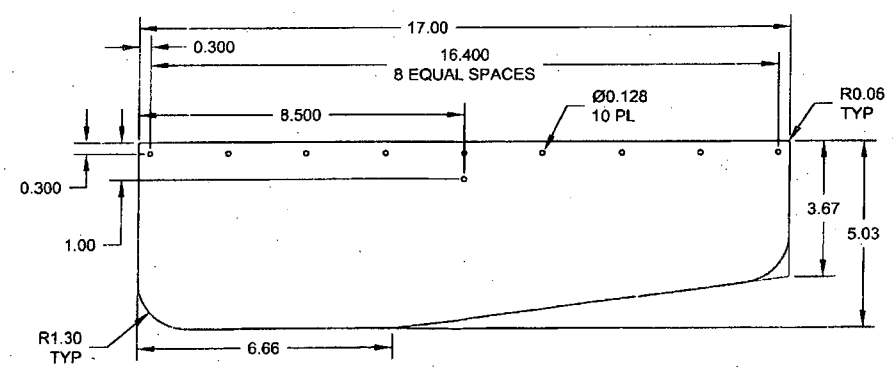 17.00
0.300
16.400
8 EQUAL SPACES
8.500
Ø0.128
10 PL
R0.06
TYP
0.300
1.00
3.67
5.03
R1.30
TYP
6.66